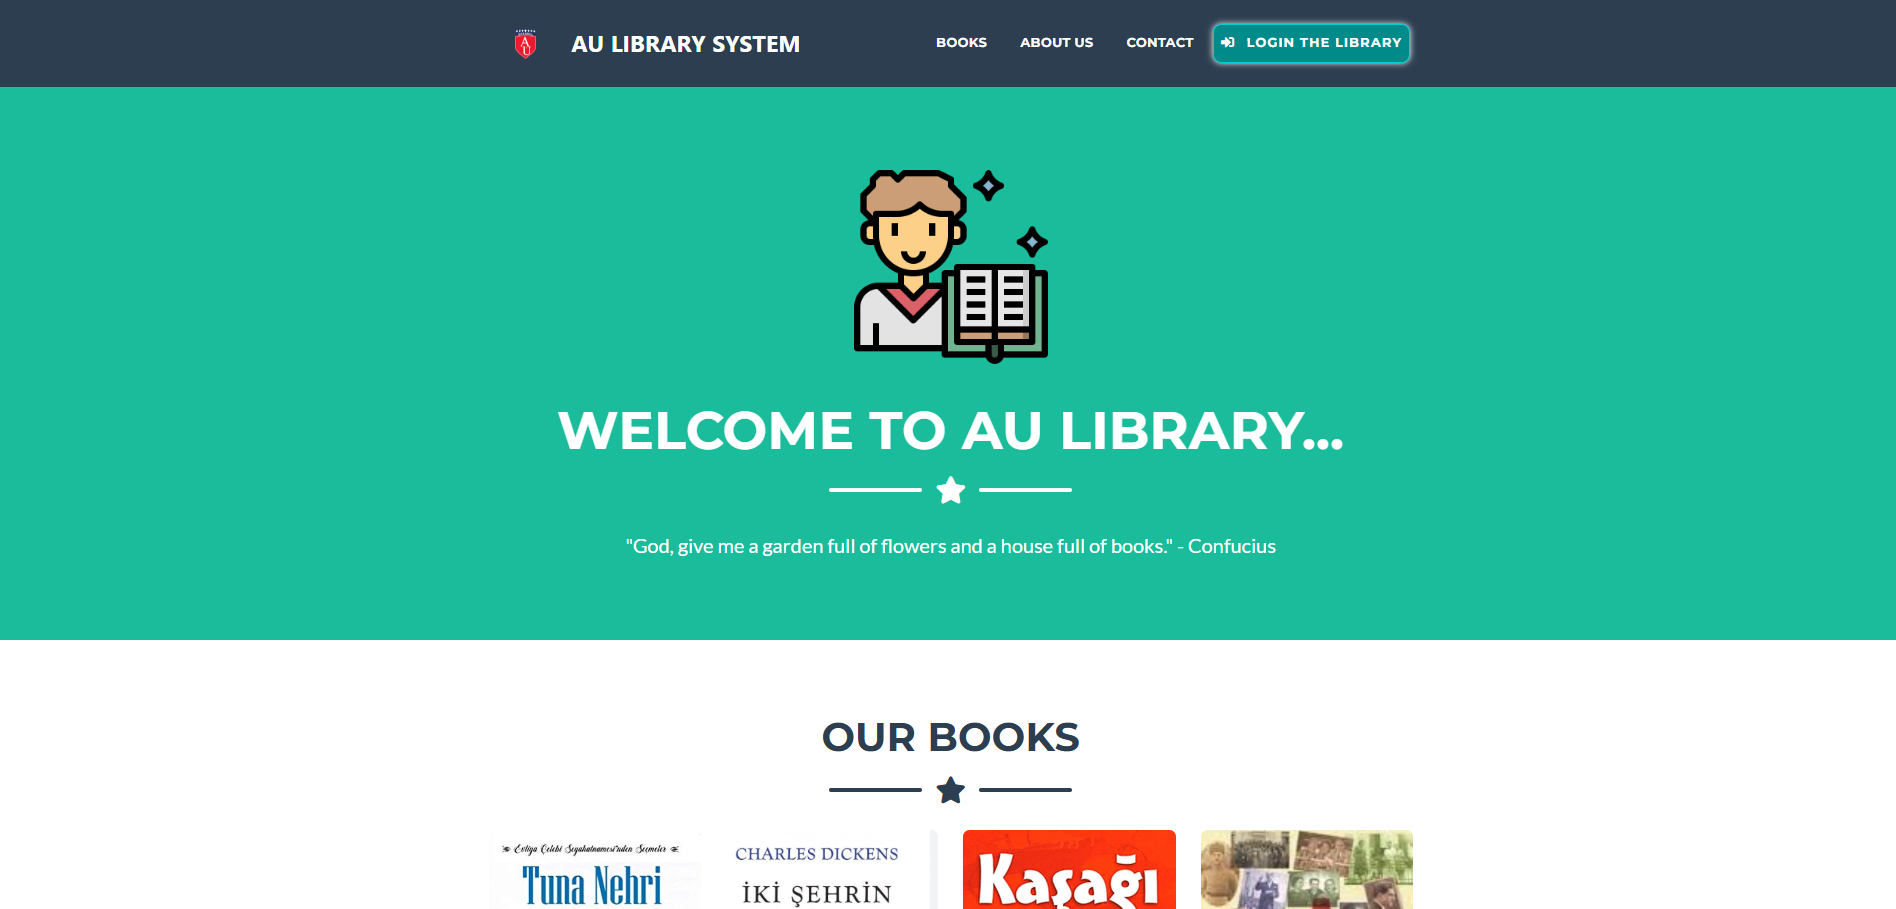 AU
AU LIBRARY SYSTEM
BOOKS
ABOUT US
CONTACT
LOGIN THE LIBRARY
WELCOME TO AU LIBRARY...
"God, give me a garden full of flowers and a house full of books." - Confucius
OUR BOOKS
Evliya Çelebi Seyahatnamesi'nden Seçmeler
Tuna Nehri
CHARLES DICKENS
İKİ ŞEHRİN
Kaşağı